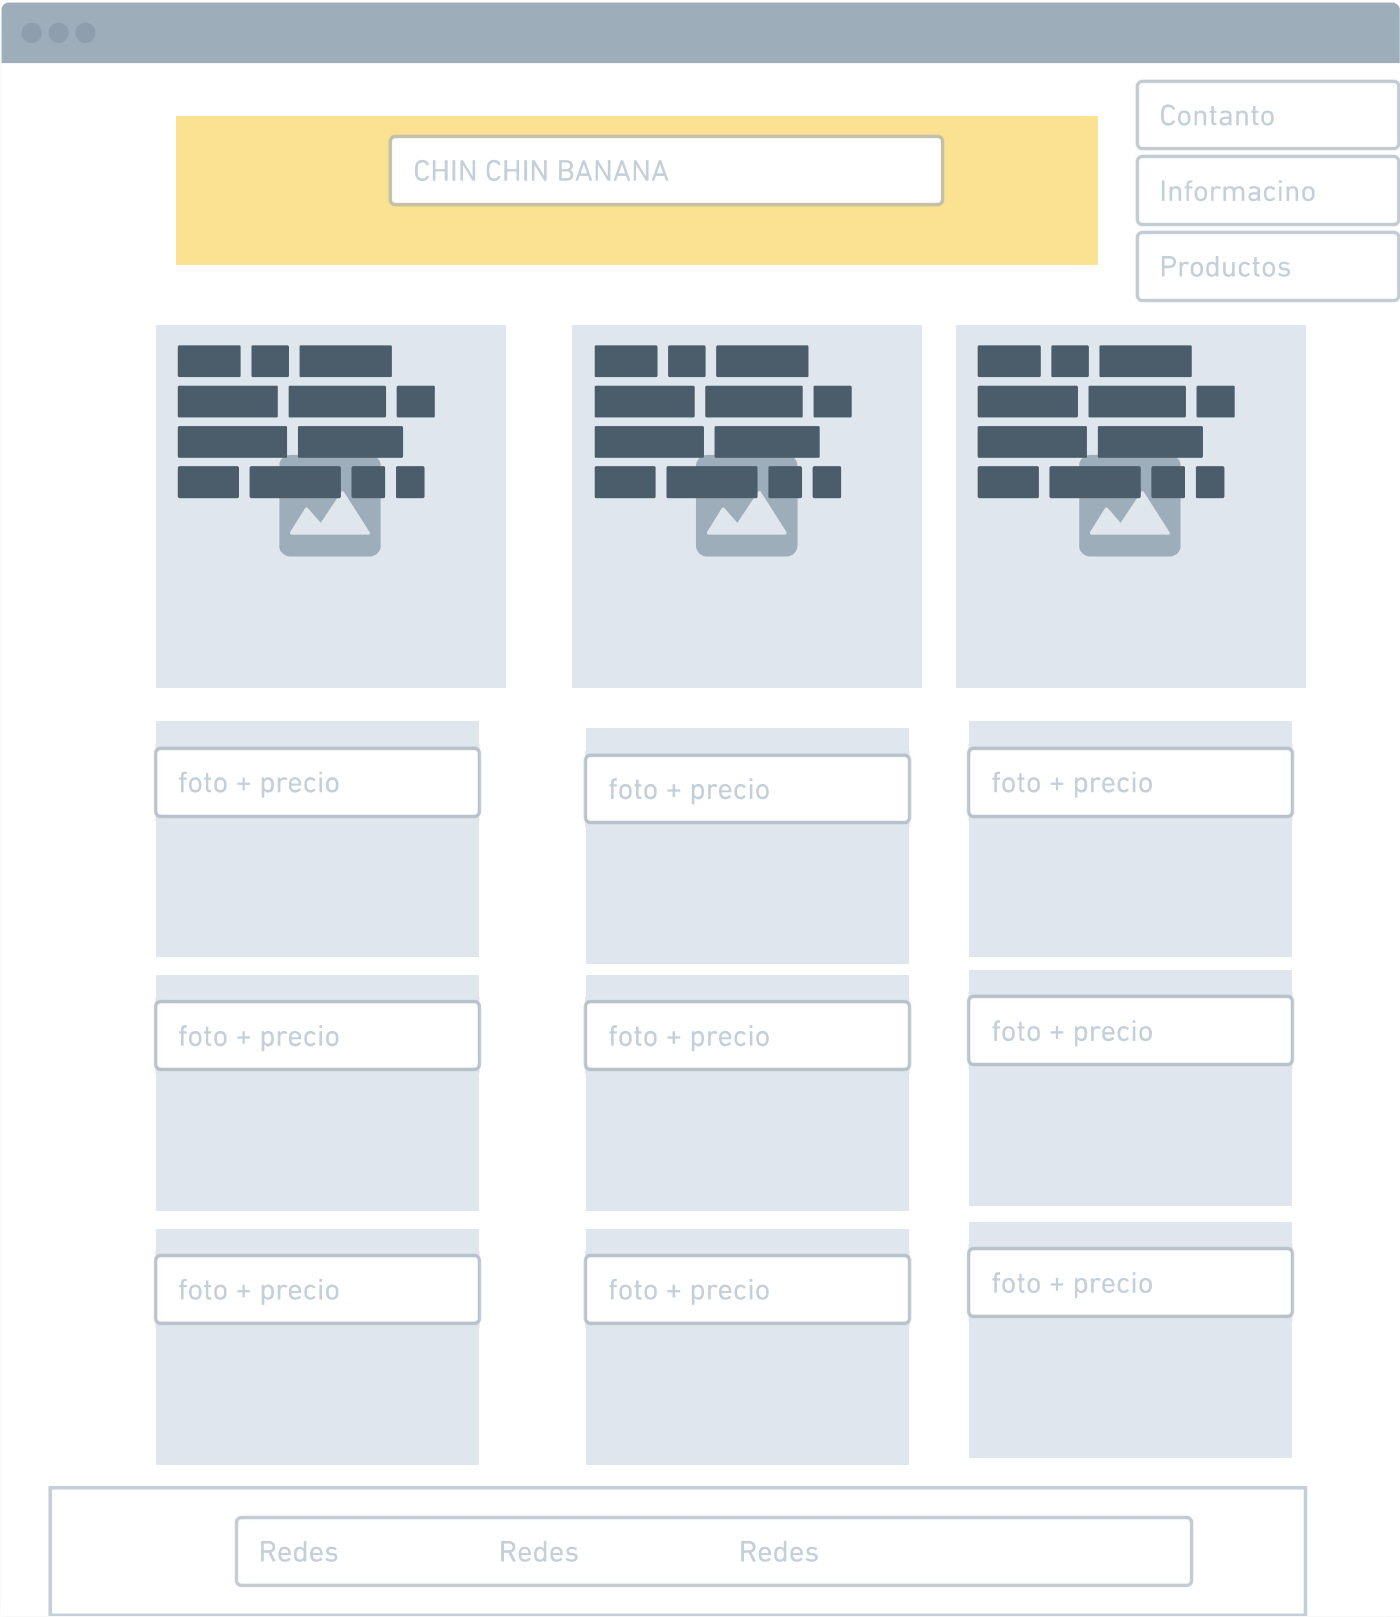 Contanto
CHIN CHIN BANANA
Informacino
Productos
foto + precio
foto + precio
foto + precio
foto + precio
foto + precio
foto + precio
foto + precio
foto + precio
foto + precio
Redes Redes Redes